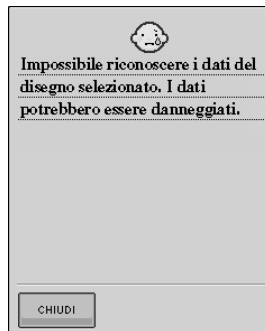 Impossibile riconoscere i dati del
disegno selezionato. I dati
potrebbero essere danneggiati.
CHIUDI